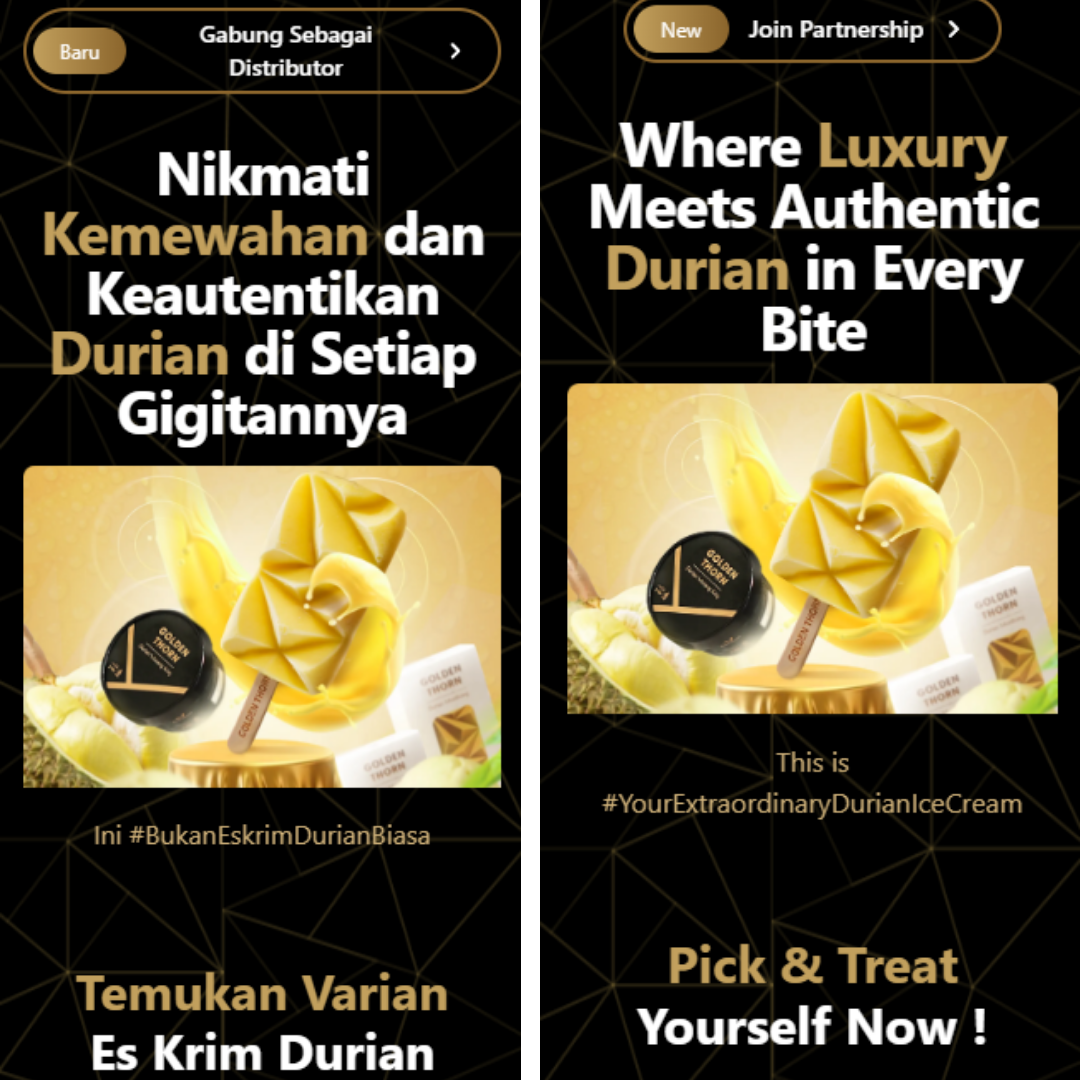 Baru
Gabung Sebagai
Distributor
Nikmati
Kemewahan dan
Keautentikan
Durian di Setiap
Gigitannya
GOLDEN
THORN
GOLDEN THORN
GOLDEN
THORN
GOLDEN
THORN
Ini #BukanEskrimDurianBiasa
Temukan Varian
Es Krim Durian
New
Join Partnership
Where Luxury
Meets Authentic
Durian in Every
Bite
GOLDEN
THORN
GOLDEN THORN
GOLDEN
THORN
GOLDEN
THORN
This is
#YourExtraordinaryDurianIceCream
Pick & Treat
Yourself Now !